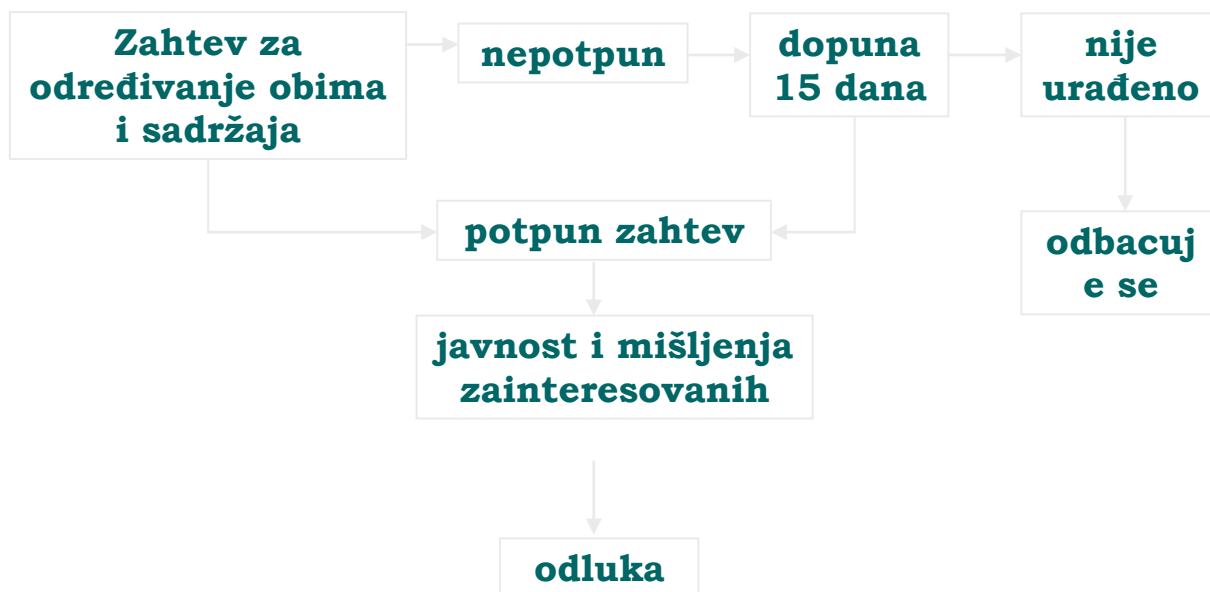 Zahtev za
određivanje obima
i sadržaja
nepotpun
dopuna
15 dana
nije
urađeno
potpun zahtev
odbacuj
e se
javnost i mišljenja
zainteresovanih
odluka